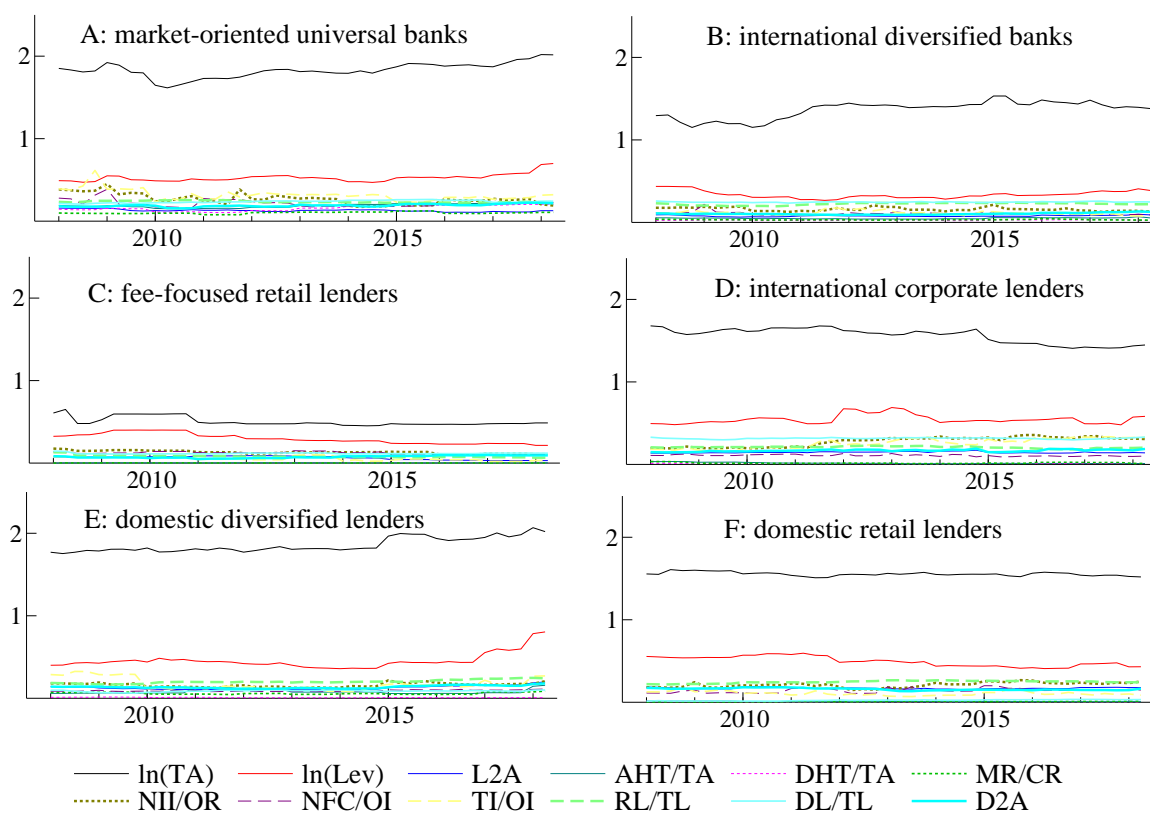 A: market-oriented universal banks
2
1
2010 2015
B: international diversified banks
2
1
2010 2015
C: fee-focused retail lenders
2
1
2010 2015
D: international corporate lenders
2
1
2010 2015
E: domestic diversified lenders
2
1
2010 2015
F: domestic retail lenders
2
1
2010 2015
ln(TA) ln(Lev) L2A AHT/TA DHT/TA MR/CR
NII/OR NFC/OI TI/OI RL/TL DL/TL D2A